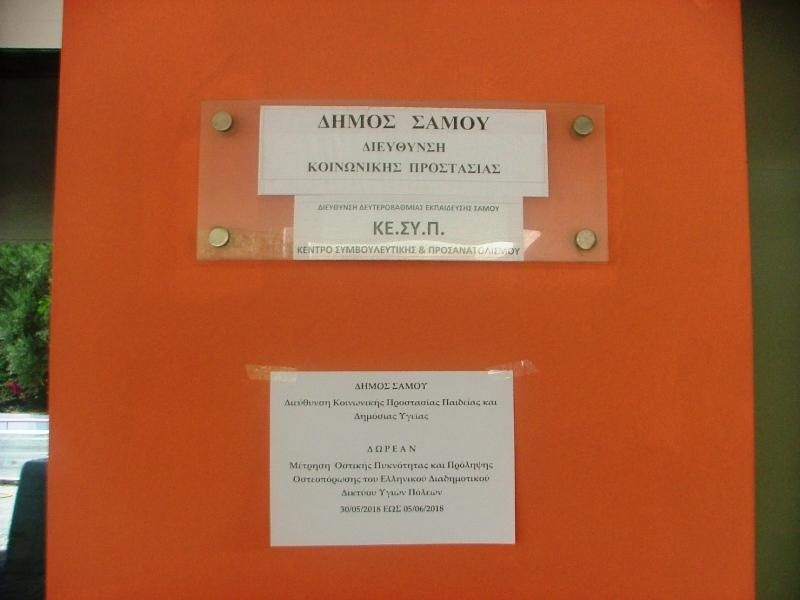 ΔΗΜΟΣ ΣΑΜΟΥ
ΔΙΕΥΘΥΝΣΗ
ΚΟΙΝΩΝΙΚΗΣ ΠΡΟΣΤΑΣΙΑΣ
ΔΙΕΥΘΥΝΣΗ ΔΕΥΤΕΡΟΒΑΘΜΙΑΣ ΕΚΠΑΙΔΕΥΣΗΣ ΣΑΜΟΥ
ΚΕ.ΣΥ.Π.
ΚΕΝΤΡΟ ΣΥΜΒΟΥΛΕΥΤΙΚΗΣ & ΠΡΟΣΑΝΑΤΟΛΙΣΜΟΥ
ΔΗΜΟΣ ΣΑΜΟΥ
Διεύθυνση Κοινωνικής Προστασίας Παιδείας και
Δημόσιας Υγείας
ΔΩΡΕΑΝ
Μέτρηση Οστικής Πυκνότητας και Πρόληψης
Οστεοπόρωσης του Ελληνικού Διαδημοτικού
Δικτύου Υγιών Πόλεων
30/05/2018 ΕΩΣ 05/06/2018